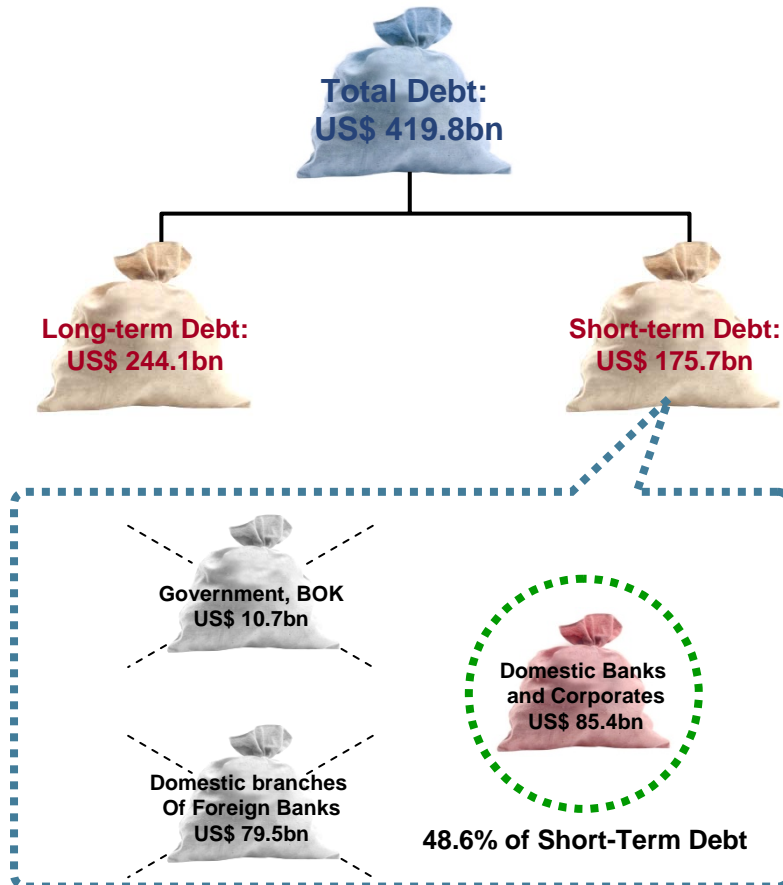 Total Debt:
US$ 419.8bn
Long-term Debt:
US$ 244.1bn
Short-term Debt:
US$ 175.7bn
Government, BOK
US$ 10.7bn
Domestic Banks
and Corporates
US$ 85.4bn
Domestic branches
Of Foreign Banks
US$ 79.5bn
48.6% of Short-Term Debt